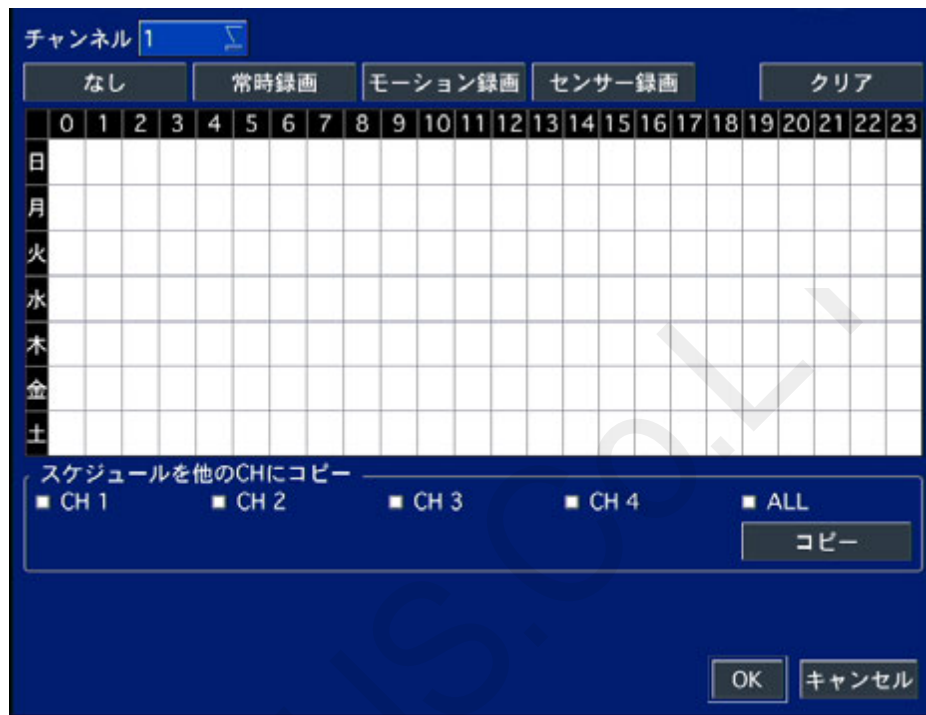 チャンネル 1
なし 常時録画 モーション録画 センサー録画 クリア
0 1 2 3 4 5 6 7 8 9 10 11 12 13 14 15 16 17 18 19 20 21 22 23
日
月
火
水
木
金
土
スケジュールを他のCHにコピー
CH 1 CH 2 CH 3 CH 4 ALL
コピー
OK キャンセル